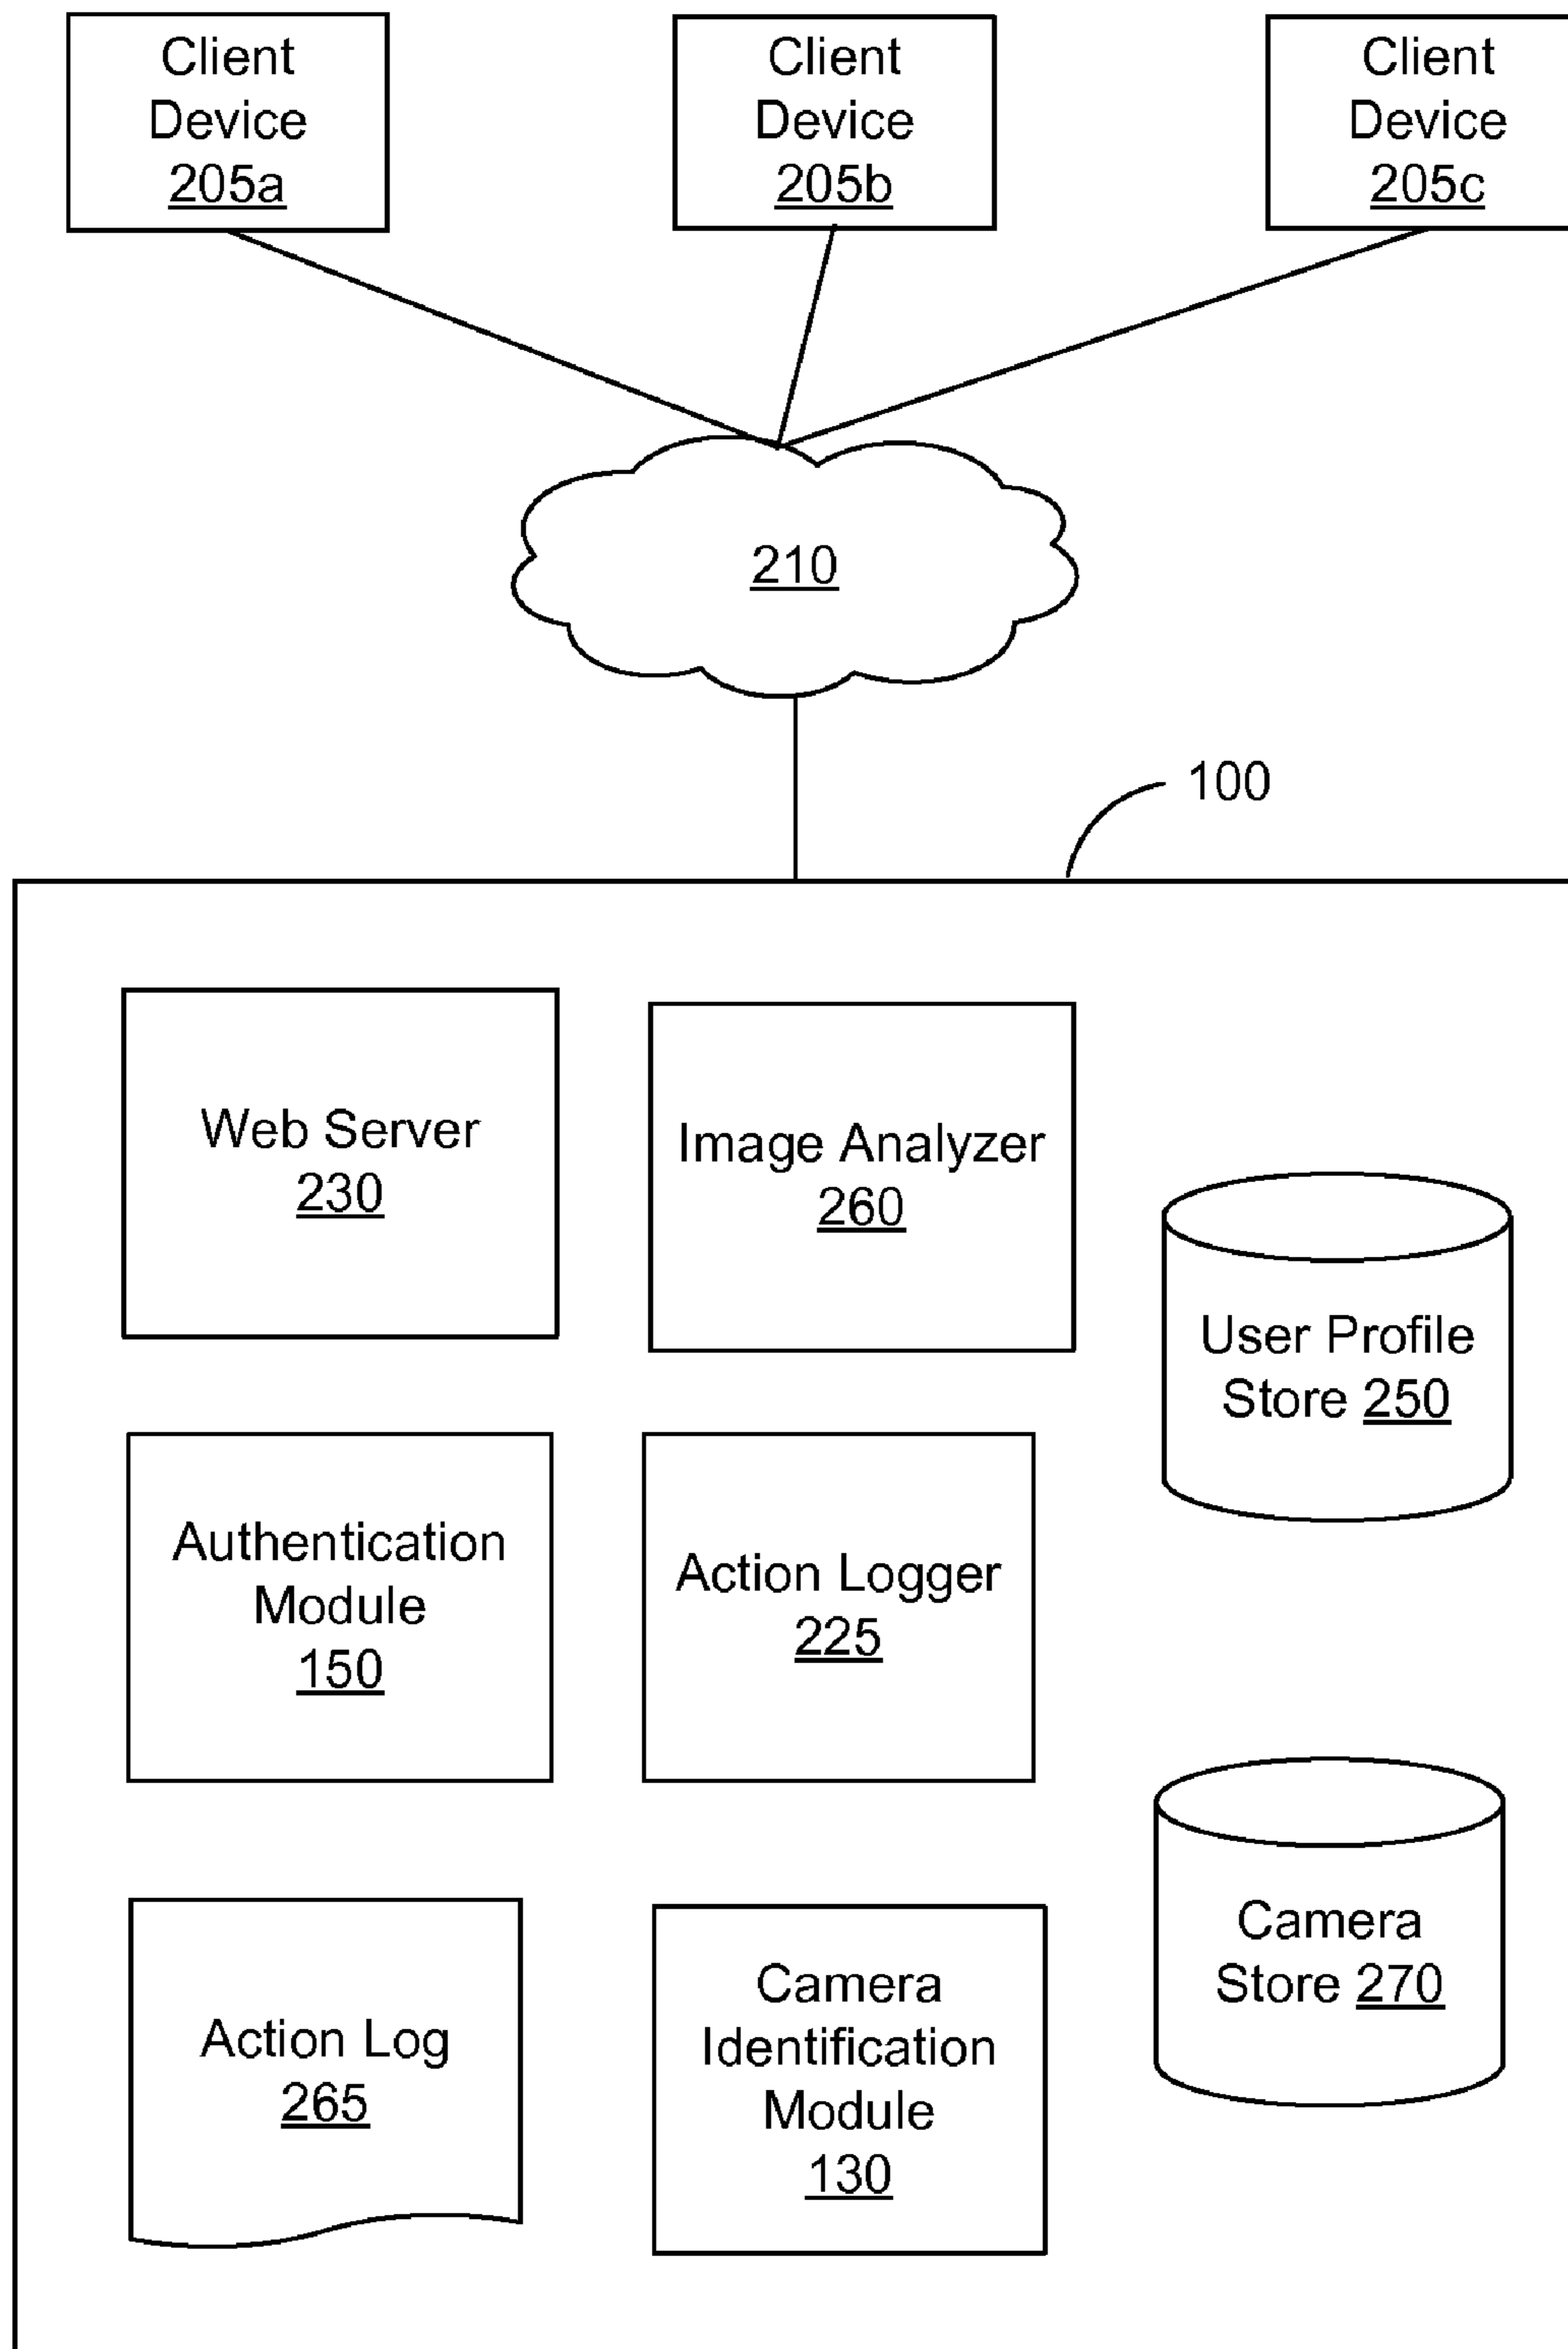 Client
Device
205a
Client
Device
205b
Client
Device
205c
210
100
Web Server
230
Image Analyzer
260
User Profile
Store 250
Authentication
Module
150
Action Logger
225
Action Log
265
Camera
Identification
Module
130
Camera
Store 270